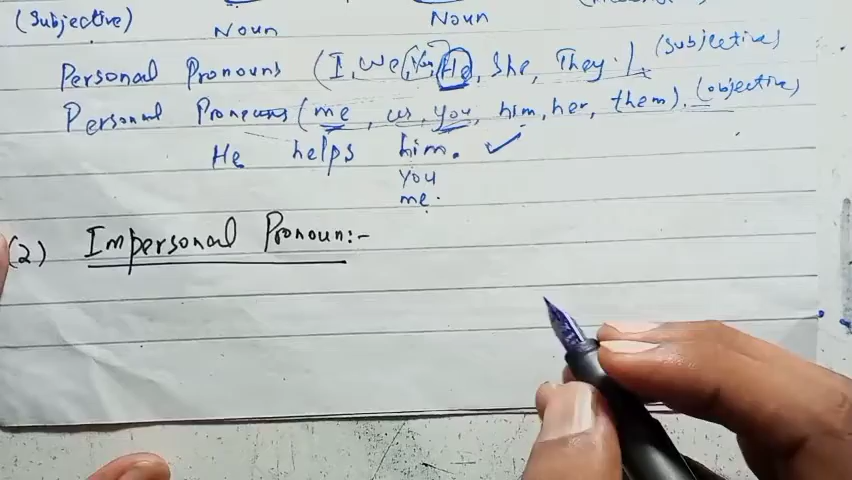 (Subjective)
Noun
Noun
Personal Pronouns (I, We, You, He, She, They.). (Subjective)
Personal Pronouns (me, us, you, him, her, them). (objective)
He helps him. ✓
you
me.
(2) Impersonal Pronoun:-